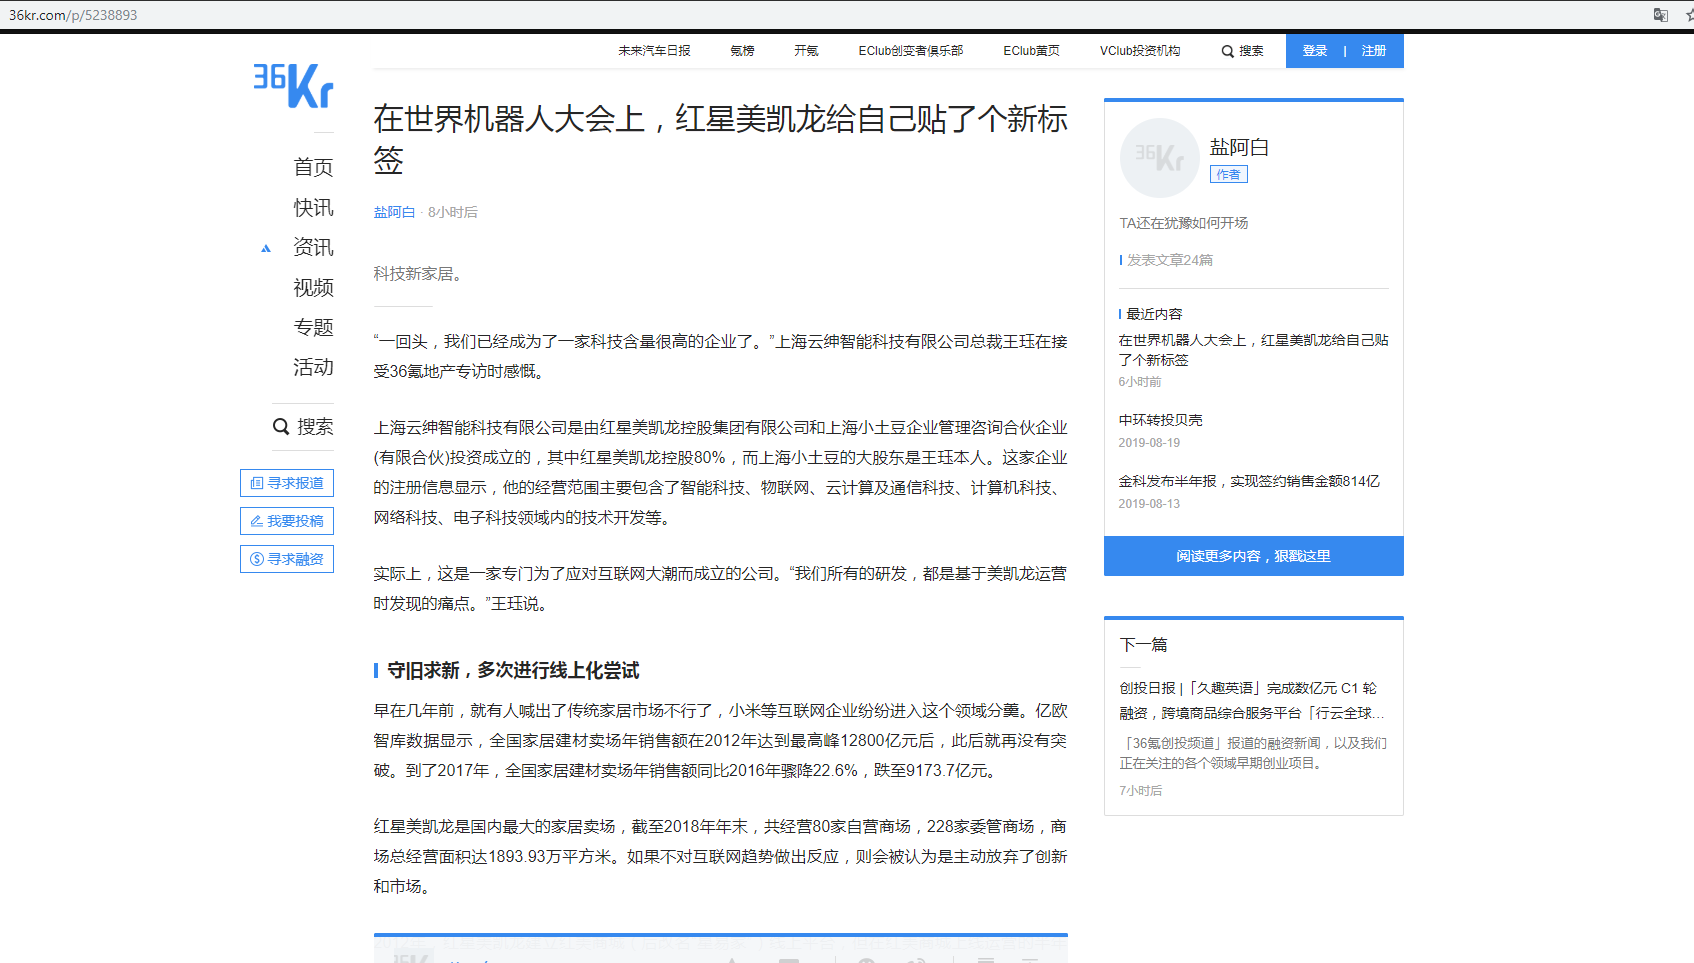 36kr.com/p/5238893
未来汽车日报 氪榜 开氪 EClub创变者俱乐部 EClub黄页 VClub投资机构 搜索 登录 | 注册
36Kr
首页
快讯
资讯
视频
专题
活动
搜索
寻求报道
我要投稿
寻求融资
在世界机器人大会上，红星美凯龙给自己贴了个新标
签
盐阿白 · 8小时后
科技新家居。
“一回头，我们已经成为了一家科技含量很高的企业了。”上海云绅智能科技有限公司总裁王珏在接
受36氪地产专访时感慨。
上海云绅智能科技有限公司是由红星美凯龙控股集团有限公司和上海小土豆企业管理咨询合伙企业
(有限合伙)投资成立的，其中红星美凯龙控股80%，而上海小土豆的大股东是王珏本人。这家企业
的注册信息显示，他的经营范围主要包含了智能科技、物联网、云计算及通信科技、计算机科技、
网络科技、电子科技领域内的技术开发等。
实际上，这是一家专门为了应对互联网大潮而成立的公司。“我们所有的研发，都是基于美凯龙运营
时发现的痛点。”王珏说。
守旧求新，多次进行线上化尝试
早在几年前，就有人喊出了传统家居市场不行了，小米等互联网企业纷纷进入这个领域分羹。亿欧
智库数据显示，全国家居建材卖场年销售额在2012年达到最高峰12800亿元后，此后就再没有突
破。到了2017年，全国家居建材卖场年销售额同比2016年骤降22.6%，跌至9173.7亿元。
红星美凯龙是国内最大的家居卖场，截至2018年年末，共经营80家自营商场，228家委管商场，商
场总经营面积达1893.93万平方米。如果不对互联网趋势做出反应，则会被认为是主动放弃了创新
和市场。
36Kr
盐阿白
作者
TA还在犹豫如何开场
发表文章24篇
最近内容
在世界机器人大会上，红星美凯龙给自己贴
了个新标签
6小时前
中环转投贝壳
2019-08-19
金科发布半年报，实现签约销售金额814亿
2019-08-13
阅读更多内容，狠戳这里
下一篇
创投日报 |「久趣英语」完成数亿元 C1 轮
融资，跨境商品综合服务平台「行云全球...
「36氪创投频道」报道的融资新闻，以及我们
正在关注的各个领域早期创业项目。
7小时后